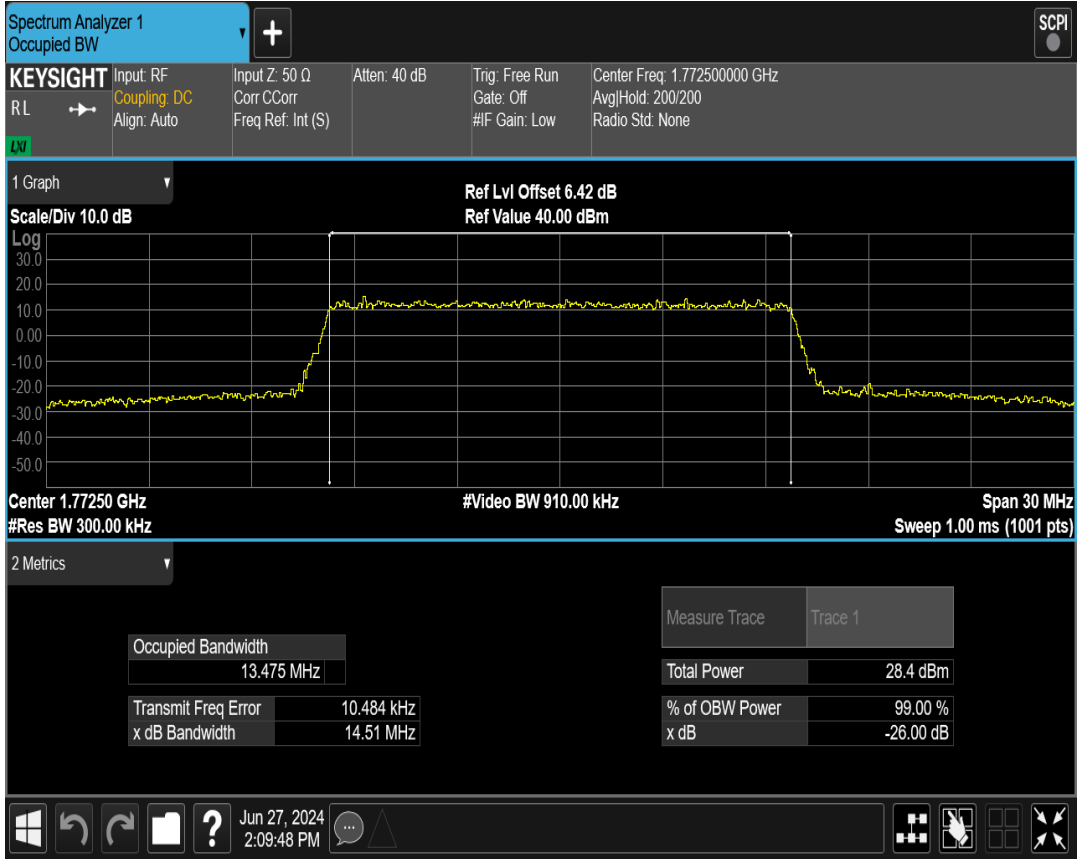 Spectrum Analyzer 1
Occupied BW
+
SCPI
KEYSIGHT
RL
LXI
Input: RF
Coupling: DC
Align: Auto
Input Z: 50 Ω
Corr CCorr
Freq Ref: Int (S)
Atten: 40 dB
Trig: Free Run
Gate: Off
#IF Gain: Low
Center Freq: 1.772500000 GHz
Avg|Hold: 200/200
Radio Std: None
1 Graph
Scale/Div 10.0 dB
Ref Lvl Offset 6.42 dB
Ref Value 40.00 dBm
Log
30.0
20.0
10.0
0.00
-10.0
-20.0
-30.0
-40.0
-50.0
Center 1.77250 GHz
#Video BW 910.00 kHz
Span 30 MHz
#Res BW 300.00 kHz
Sweep 1.00 ms (1001 pts)
2 Metrics
Measure Trace Trace 1
Occupied Bandwidth
13.475 MHz
Total Power 28.4 dBm
Transmit Freq Error 10.484 kHz
x dB Bandwidth 14.51 MHz
% of OBW Power 99.00 %
x dB -26.00 dB
?
Jun 27, 2024
2:09:48 PM